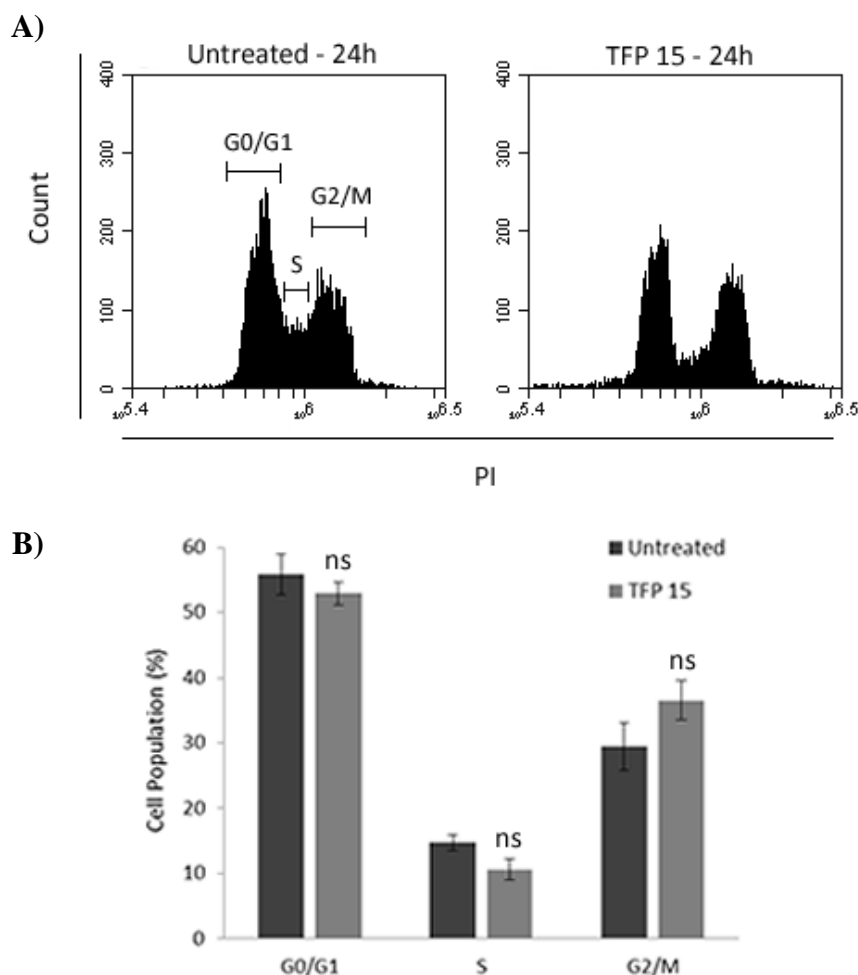 A)
Untreated - 24h
TFP 15 - 24h
Count
400
300
200
100
0
G0/G1
S
G2/M
10^5.4
10^6
10^6.5
400
300
200
100
0
10^5.4
10^6
10^6.5
PI
B)
Cell Population (%)
60
50
40
30
20
10
0
ns
ns
ns
Untreated
TFP 15
G0/G1
S
G2/M